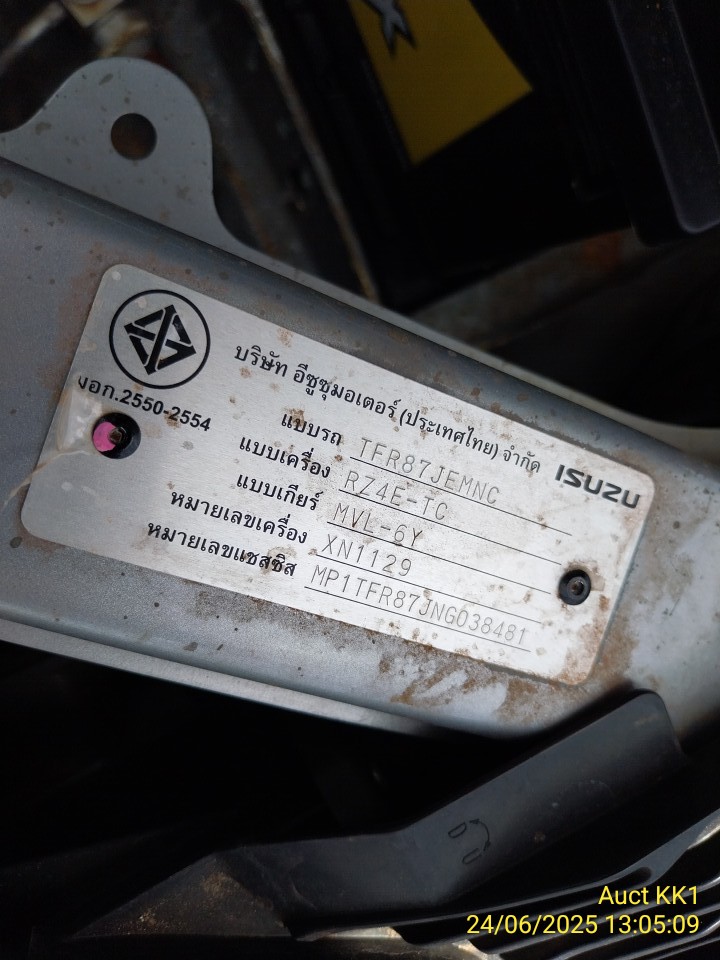 บริษัท อีซูซุมอเตอร์ (ประเทศไทย) จำกัด ISUZU
มอก.2550-2554
แบบรถ TFR87JEMNC
แบบเครื่อง RZ4E-TC
แบบเกียร์ MVL-6Y
หมายเลขเครื่อง XN1129
หมายเลขแชสซิส MP1TFR87JNG038481
D U
Auct KK1
24/06/2025 13:05:09